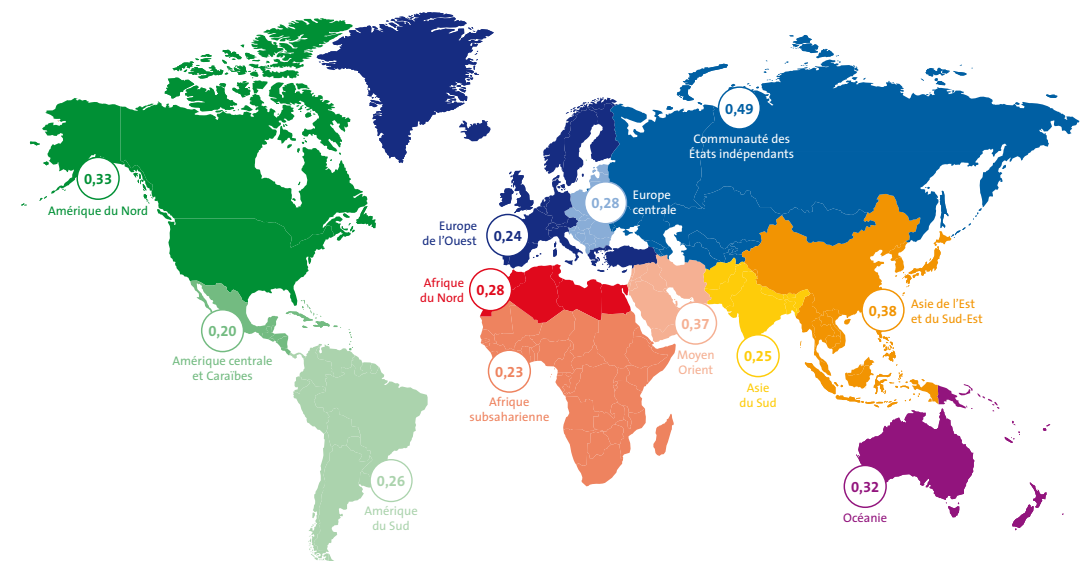 0,49
Communauté des
États indépendants
0,33
Amérique du Nord
0,28
Europe
centrale
Europe
de l’Ouest
0,24
Afrique
du Nord
0,28
0,38
Asie de l’Est
et du Sud-Est
0,20
Amérique centrale
et Caraïbes
0,37
Moyen
Orient
0,25
Asie
du Sud
0,23
Afrique
subsaharienne
0,26
Amérique
du Sud
0,32
Océanie